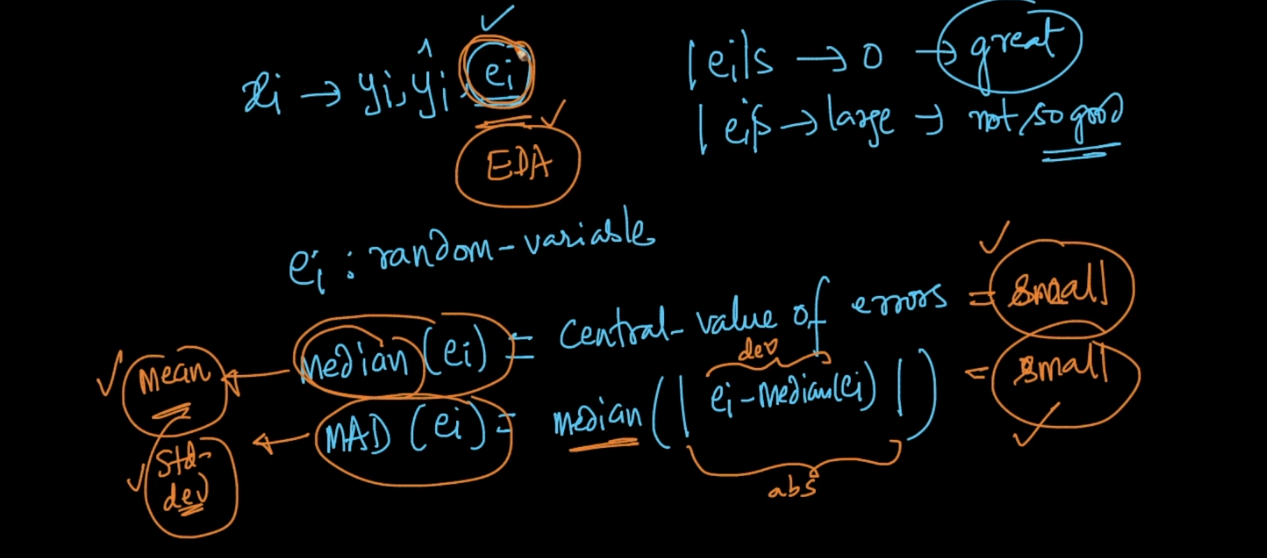 xi → yi, ŷi, ei
EDA
|ei|s → 0 → great
|ei|s → large → not so good
ei : random-variable
Mean ← Median (ei) = central-value of errors = small
std-dev ← MAD (ei) = median (| ei - Median(ei) |) = small
dev
abs